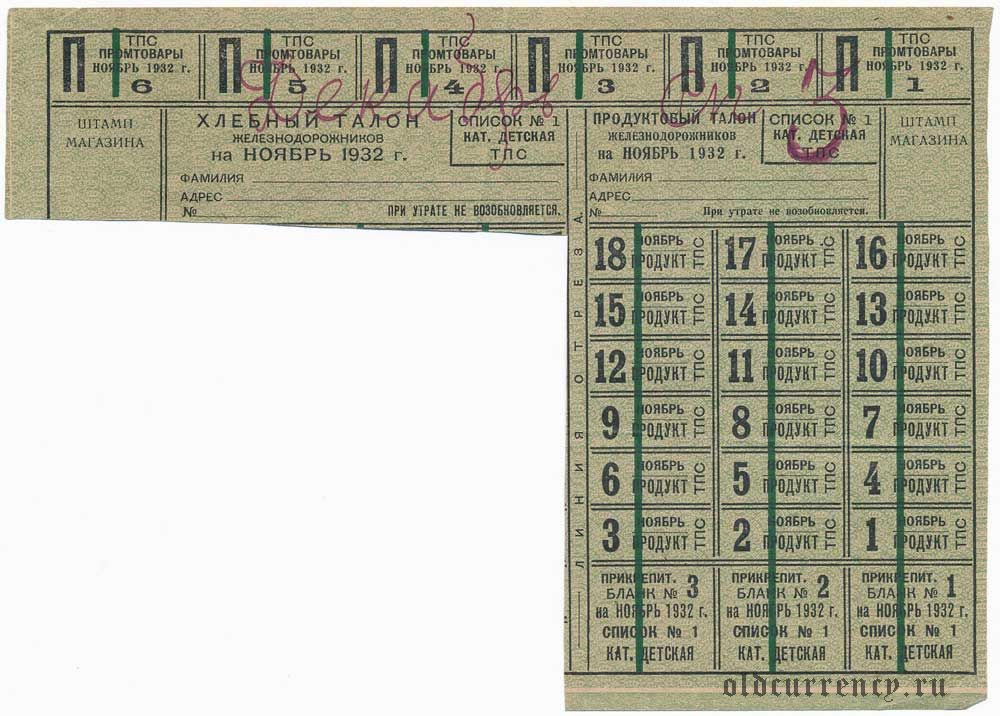 П ТПС ПРОМТОВАРЫ НОЯБРЬ 1932 г. 6
П ТПС ПРОМТОВАРЫ НОЯБРЬ 1932 г. 5
П ТПС ПРОМТОВАРЫ НОЯБРЬ 1932 г. 4
П ТПС ПРОМТОВАРЫ НОЯБРЬ 1932 г. 3
П ТПС ПРОМТОВАРЫ НОЯБРЬ 1932 г. 2
П ТПС ПРОМТОВАРЫ НОЯБРЬ 1932 г. 1
Декабрь
3
ШТАМП
МАГАЗИНА
ХЛЕБНЫЙ ТАЛОН
ЖЕЛЕЗНОДОРОЖНИКОВ
на НОЯБРЬ 1932 г.
СПИСОК № 1
КАТ. ДЕТСКАЯ
ТПС
ФАМИЛИЯ
АДРЕС
№ ПРИ УТРАТЕ НЕ ВОЗОБНОВЛЯЕТСЯ.
ЛИНИЯ ОТРЕЗА.
ПРОДУКТОВЫЙ ТАЛОН
ЖЕЛЕЗНОДОРОЖНИКОВ
на НОЯБРЬ 1932 г.
СПИСОК № 1
КАТ. ДЕТСКАЯ
ТПС
ФАМИЛИЯ
АДРЕС
№ При утрате не возобновляется.
ШТАМП
МАГАЗИНА
18 НОЯБРЬ ПРОДУКТ ТПС
17 НОЯБРЬ ПРОДУКТ ТПС
16 НОЯБРЬ ПРОДУКТ ТПС
15 НОЯБРЬ ПРОДУКТ ТПС
14 НОЯБРЬ ПРОДУКТ ТПС
13 НОЯБРЬ ПРОДУКТ ТПС
12 НОЯБРЬ ПРОДУКТ ТПС
11 НОЯБРЬ ПРОДУКТ ТПС
10 НОЯБРЬ ПРОДУКТ ТПС
9 НОЯБРЬ ПРОДУКТ ТПС
8 НОЯБРЬ ПРОДУКТ ТПС
7 НОЯБРЬ ПРОДУКТ ТПС
6 НОЯБРЬ ПРОДУКТ ТПС
5 НОЯБРЬ ПРОДУКТ ТПС
4 НОЯБРЬ ПРОДУКТ ТПС
3 НОЯБРЬ ПРОДУКТ ТПС
2 НОЯБРЬ ПРОДУКТ ТПС
1 НОЯБРЬ ПРОДУКТ ТПС
ПРИКРЕПИТ.
БЛАНК № 3
на НОЯБРЬ 1932 г.
СПИСОК № 1
КАТ. ДЕТСКАЯ
ПРИКРЕПИТ.
БЛАНК № 2
на НОЯБРЬ 1932 г.
СПИСОК № 1
КАТ. ДЕТСКАЯ
ПРИКРЕПИТ.
БЛАНК № 1
на НОЯБРЬ 1932 г.
СПИСОК № 1
КАТ. ДЕТСКАЯ
oldcurrency.ru